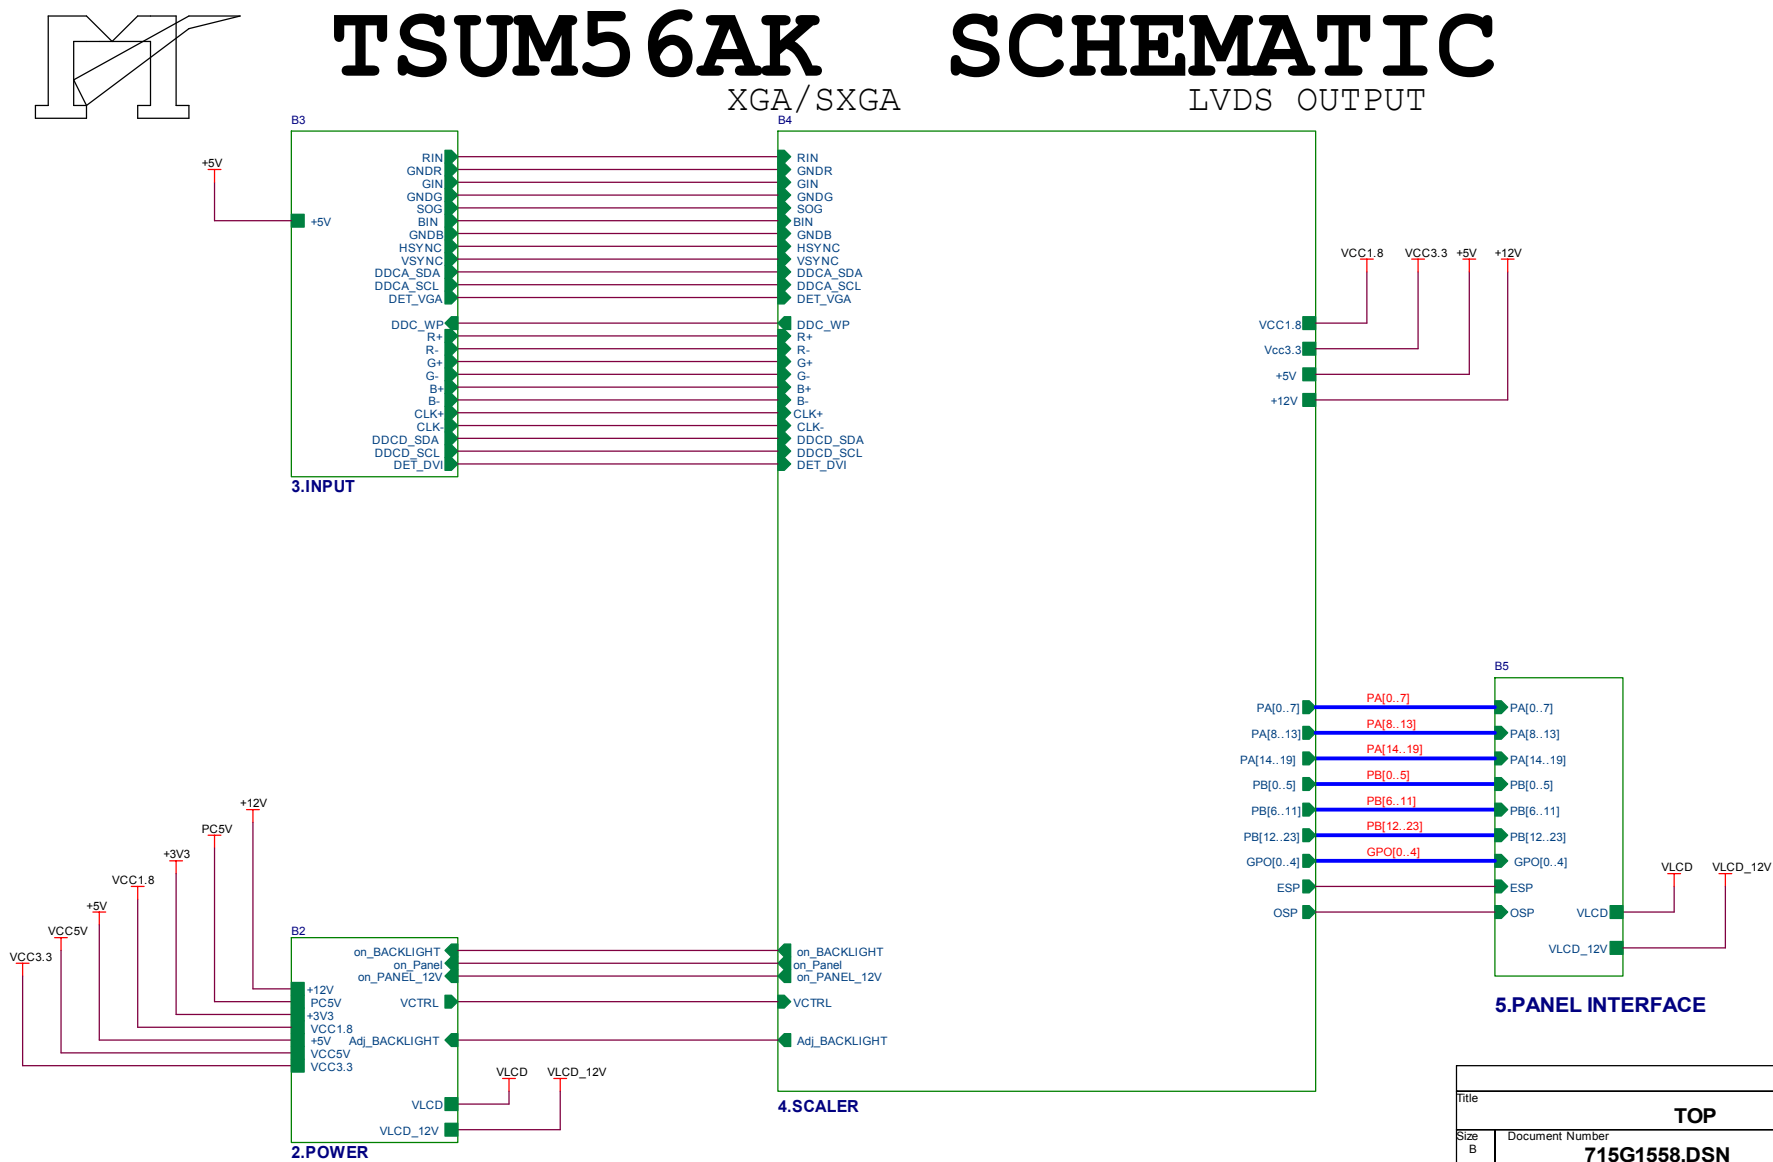 TSUM56AK SCHEMATIC
XGA/SXGA LVDS OUTPUT
B3
+5V
+5V
RIN
GNDR
GIN
GNDG
SOG
BIN
GNDB
HSYNC
VSYNC
DDCA_SDA
DDCA_SCL
DET_VGA
DDC_WP
R+
R-
G+
G-
B+
B-
CLK+
CLK-
DDCD_SDA
DDCD_SCL
DET_DVI
3.INPUT
B4
RIN
GNDR
GIN
GNDG
SOG
BIN
GNDB
HSYNC
VSYNC
DDCA_SDA
DDCA_SCL
DET_VGA
DDC_WP
R+
R-
G+
G-
B+
B-
CLK+
CLK-
DDCD_SDA
DDCD_SCL
DET_DVI
VCC1.8 VCC3.3 +5V +12V
VCC1.8
Vcc3.3
+5V
+12V
PA[0..7]
PA[8..13]
PA[14..19]
PB[0..5]
PB[6..11]
PB[12..23]
GPO[0..4]
ESP
OSP
PA[0..7]
PA[8..13]
PA[14..19]
PB[0..5]
PB[6..11]
PB[12..23]
GPO[0..4]
B5
PA[0..7]
PA[8..13]
PA[14..19]
PB[0..5]
PB[6..11]
PB[12..23]
GPO[0..4]
ESP
OSP
VLCD
VLCD_12V
VLCD VLCD_12V
5.PANEL INTERFACE
+12V
PC5V
+3V3
VCC1.8
+5V
VCC5V
VCC3.3
B2
+12V
PC5V
+3V3
VCC1.8
+5V
VCC5V
VCC3.3
on_BACKLIGHT
on_Panel
on_PANEL_12V
VCTRL
Adj_BACKLIGHT
VLCD
VLCD_12V
VLCD VLCD_12V
2.POWER
on_BACKLIGHT
on_Panel
on_PANEL_12V
VCTRL
Adj_BACKLIGHT
4.SCALER
Title
TOP
Size
B
Document Number
715G1558.DSN